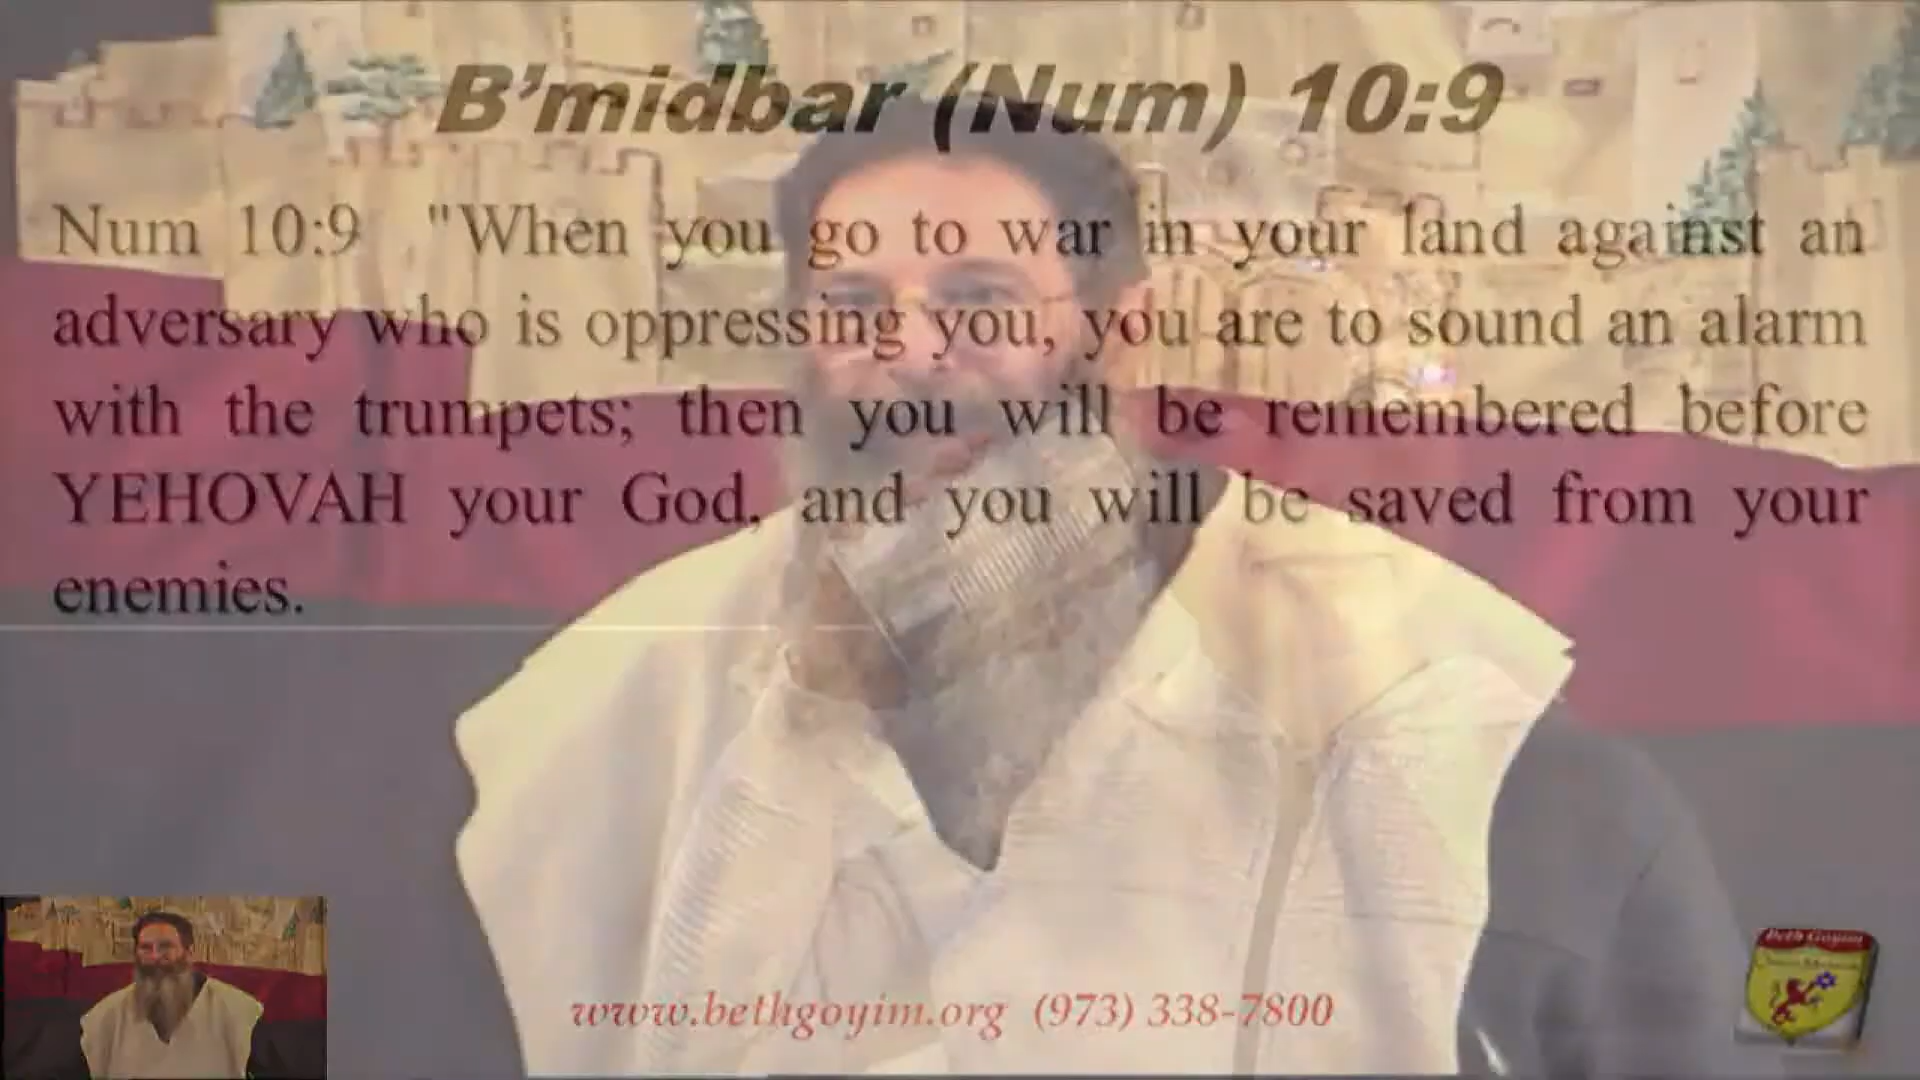 B'midbar (Num) 10:9
Num 10:9 "When you go to war in your land against an
adversary who is oppressing you, you are to sound an alarm
with the trumpets; then you will be remembered before
YEHOVAH your God, and you will be saved from your
enemies.
www.bethgoyim.org (973) 338-7800
Beth Goyim